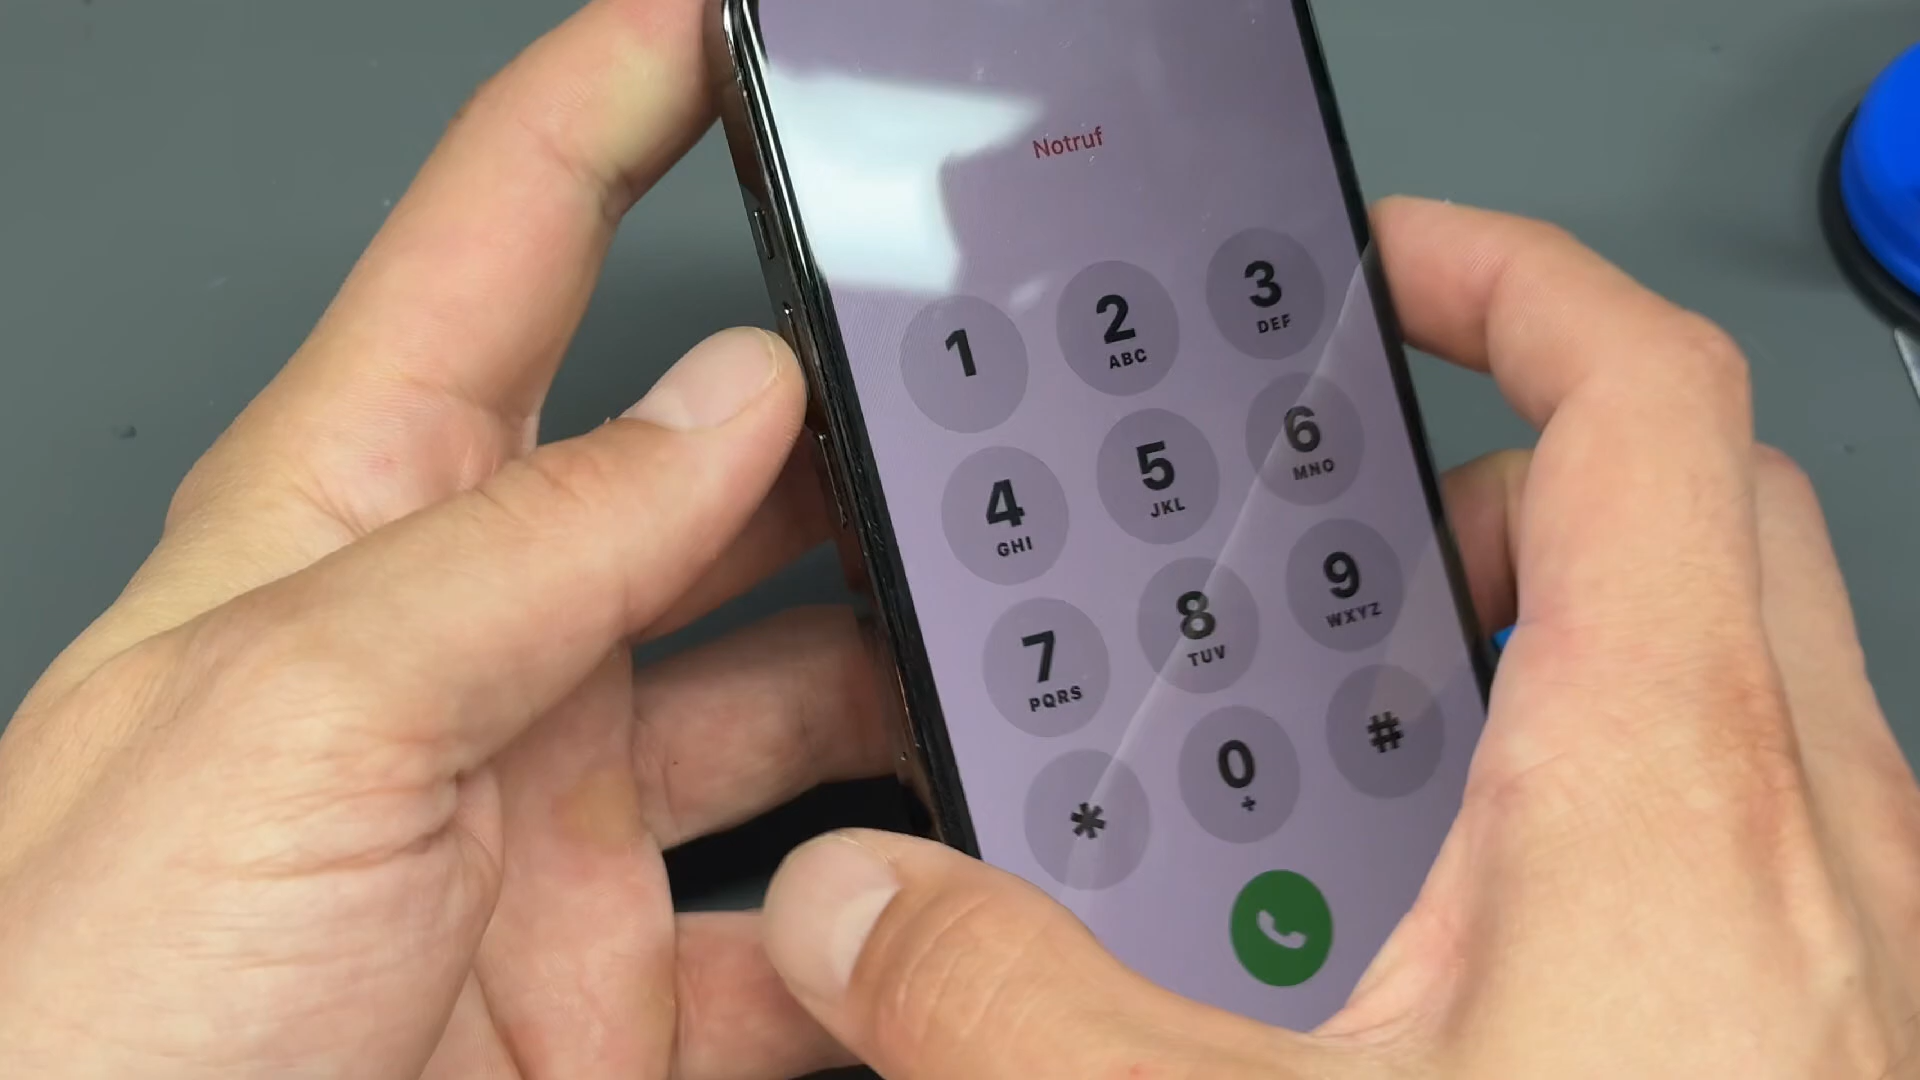 Notruf
1 2 3
ABC DEF
4 5 6
GHI JKL MNO
7 8 9
PQRS TUV WXYZ
* 0 #
+